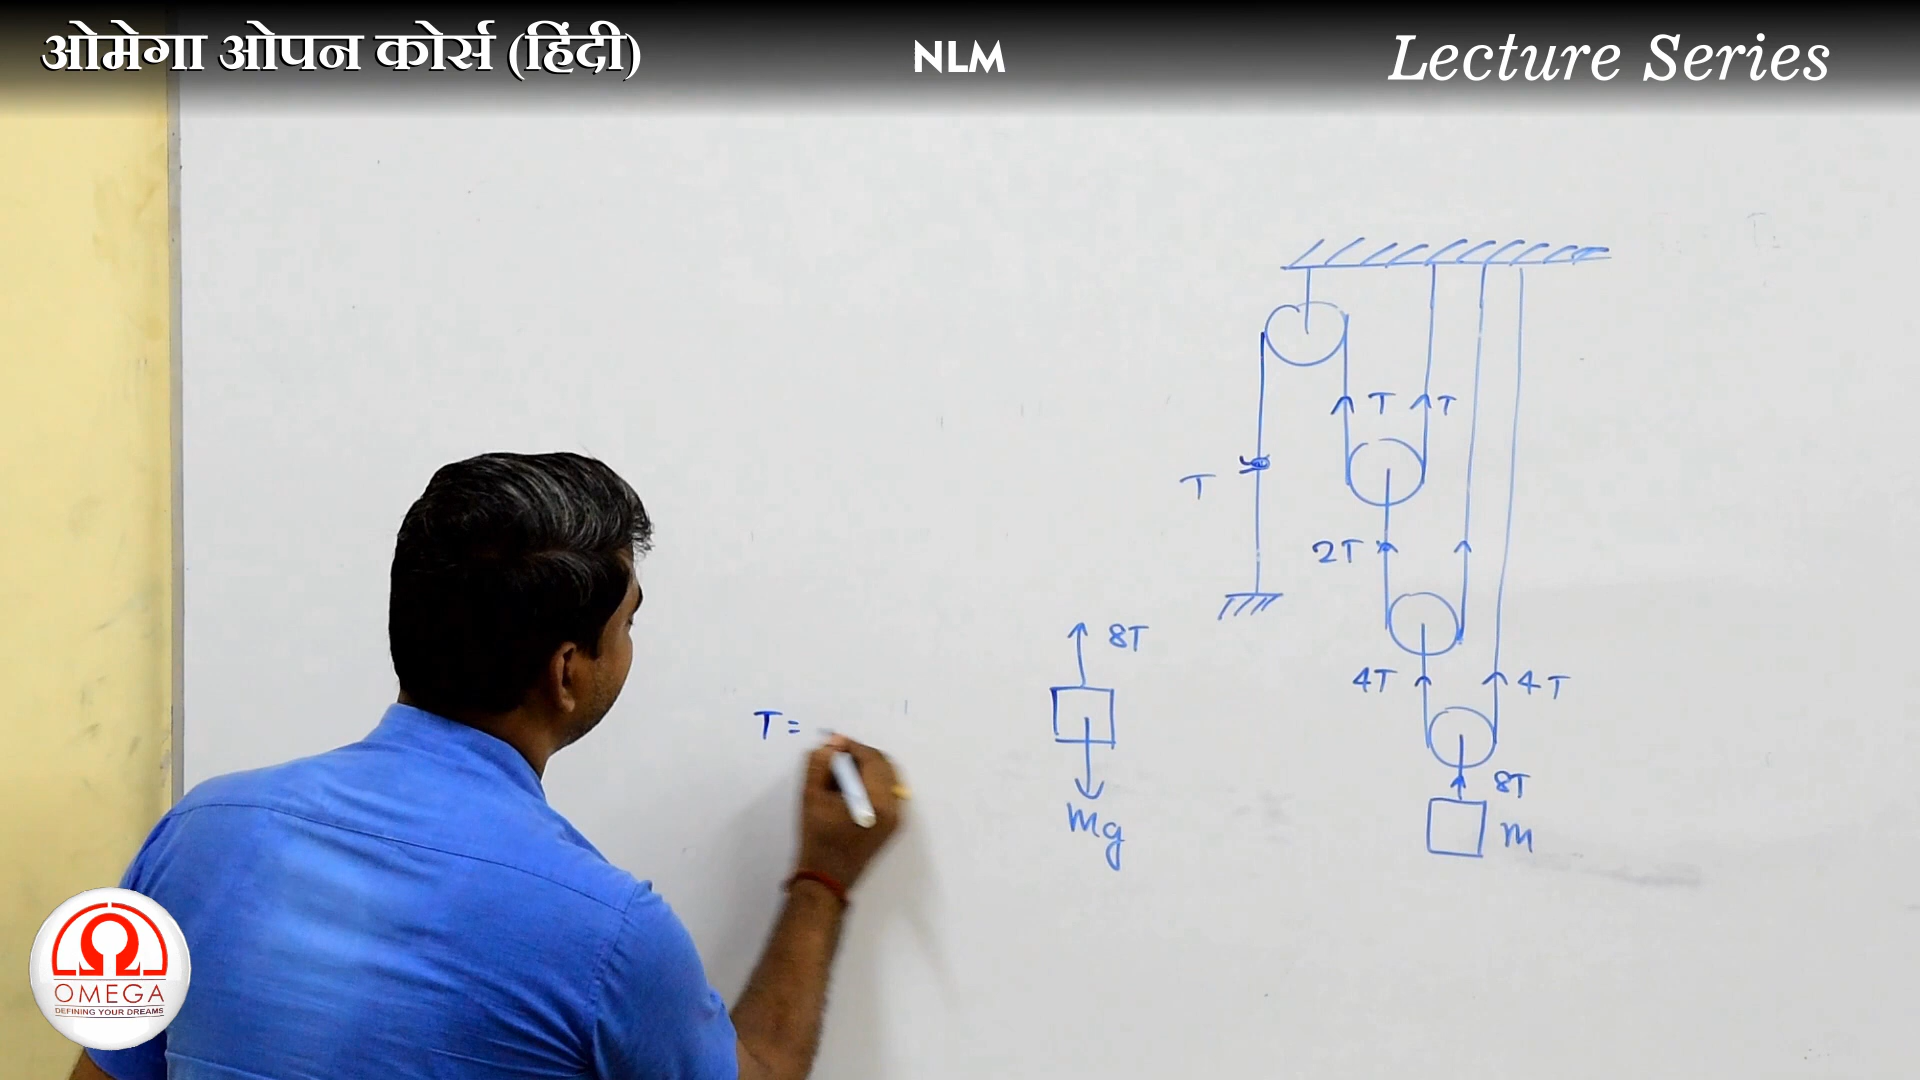 ओमेगा ओपन कोर्स (हिंदी)
NLM
Lecture Series
T T
T
2T
8T
4T 4T
T =
8T
mg
m
OMEGA
DEFINING YOUR DREAMS